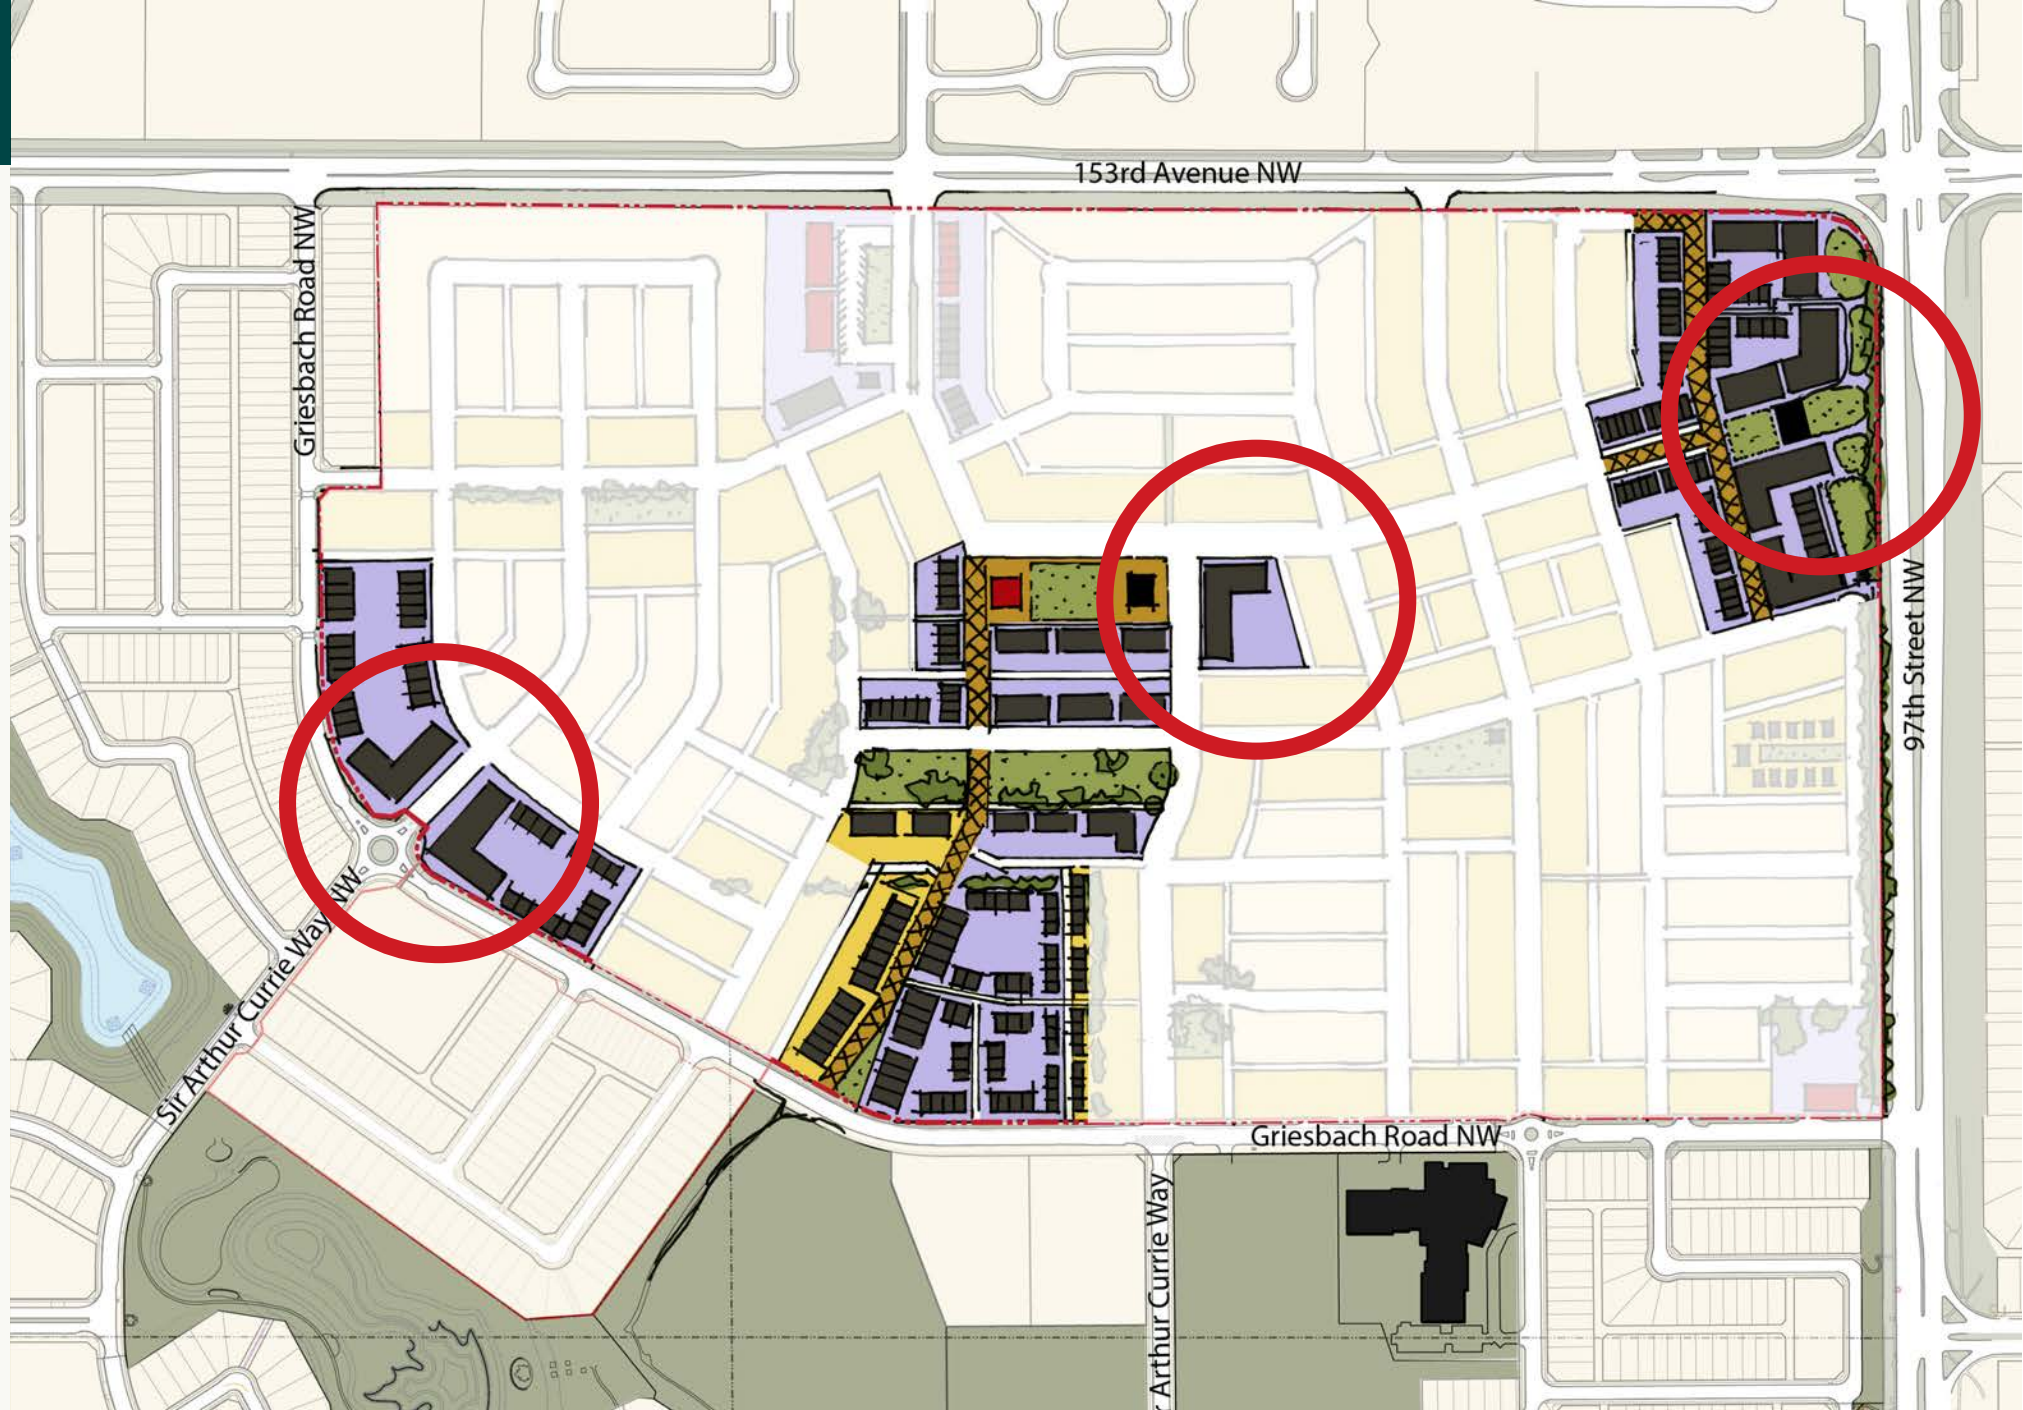 153rd Avenue NW
Griesbach Road NW
97th Street NW
Sir Arthur Currie Way NW
Griesbach Road NW
Arthur Currie Way